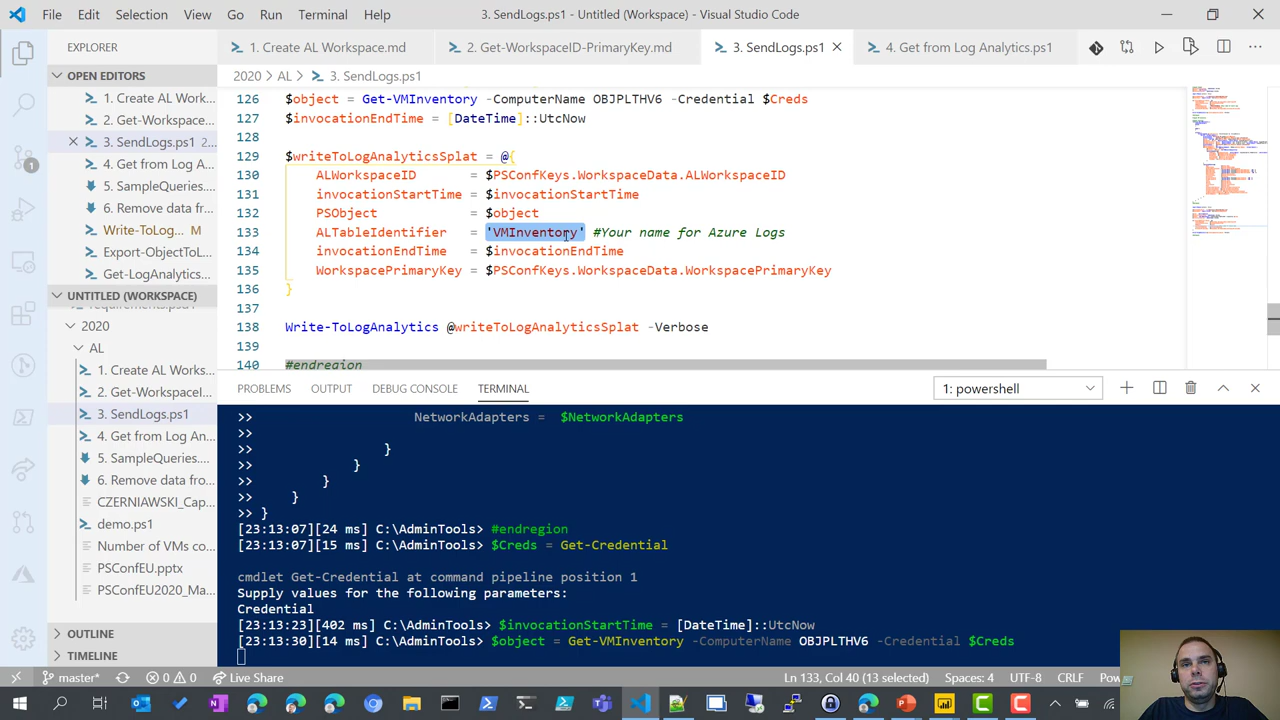 File Edit Selection View Go Run Terminal Help 3. SendLogs.ps1 - Untitled (Workspace) - Visual Studio Code
EXPLORER
OPEN EDITORS
1. Create AL Work...
2. Get-Workspace...
3. SendLogs.ps1 2...
Get from Log An...
5. SampleQueries...
Remove data fr...
Write-To-Log...
Export-ObjectToL...
Get-LogAnalytics...
UNTITLED (WORKSPACE)
2020
AL
1. Create AL Works...
2. Get-WorkspaceI...
3. SendLogs.ps1
4. Get from Log An...
5. SampleQueries....
6. Remove data fro...
CZERNIAWSKI_Cap...
demo.ps1
Number of VMs co...
PSConfEU.pptx
PSConfEU2020_Ma...
OUTLINE
TIMELINE
1. Create AL Workspace.md 2. Get-WorkspaceID-PrimaryKey.md 3. SendLogs.ps1 4. Get from Log Analytics.ps1
2020 > AL > 3. SendLogs.ps1
126 $object = Get-VMInventory OBJPLTHV6 -Credential $Creds
$invocationEndTime = ::UtcNow
128
129 $writeToLogAnalyticsSplat = @
ALWorkspaceID = $PSConfKeys.WorkspaceData.ALWorkspaceID
131 invocationStartTime = $invocationStartTime
132 PSObject = $object
133 = #Your name for Azure logs
134 invocationEndTime = $invocationEndTime
135 WorkspacePrimaryKey = $PSConfKeys.WorkspaceData.WorkspacePrimaryKey
136 }
137
138 Write-ToLogAnalytics @writeToLogAnalyticsSplat -Verbose
139
140 #endregion
PROBLEMS OUTPUT DEBUG CONSOLE TERMINAL 1: powershell
>> NetworkAdapters = $NetworkAdapters
>>
>> }
>> }
>> }
>> }
>> }
[23:13:07][24 ms] C:\AdminTools> #endregion
[23:13:07][15 ms] C:\AdminTools> $Creds = Get-Credential
cmdlet Get-Credential at command pipeline position 1
Supply values for the following parameters:
Credential
[23:13:23][402 ms] C:\AdminTools> $invocationStartTime = [DateTime]::UtcNow
[23:13:30][14 ms] C:\AdminTools> $object = Get-VMInventory -ComputerName OBJPLTHV6 -Credential $Creds
master* 0 0 Live Share Ln 133, Col 40 (13 selected) Spaces: 4 UTF-8 CRLF